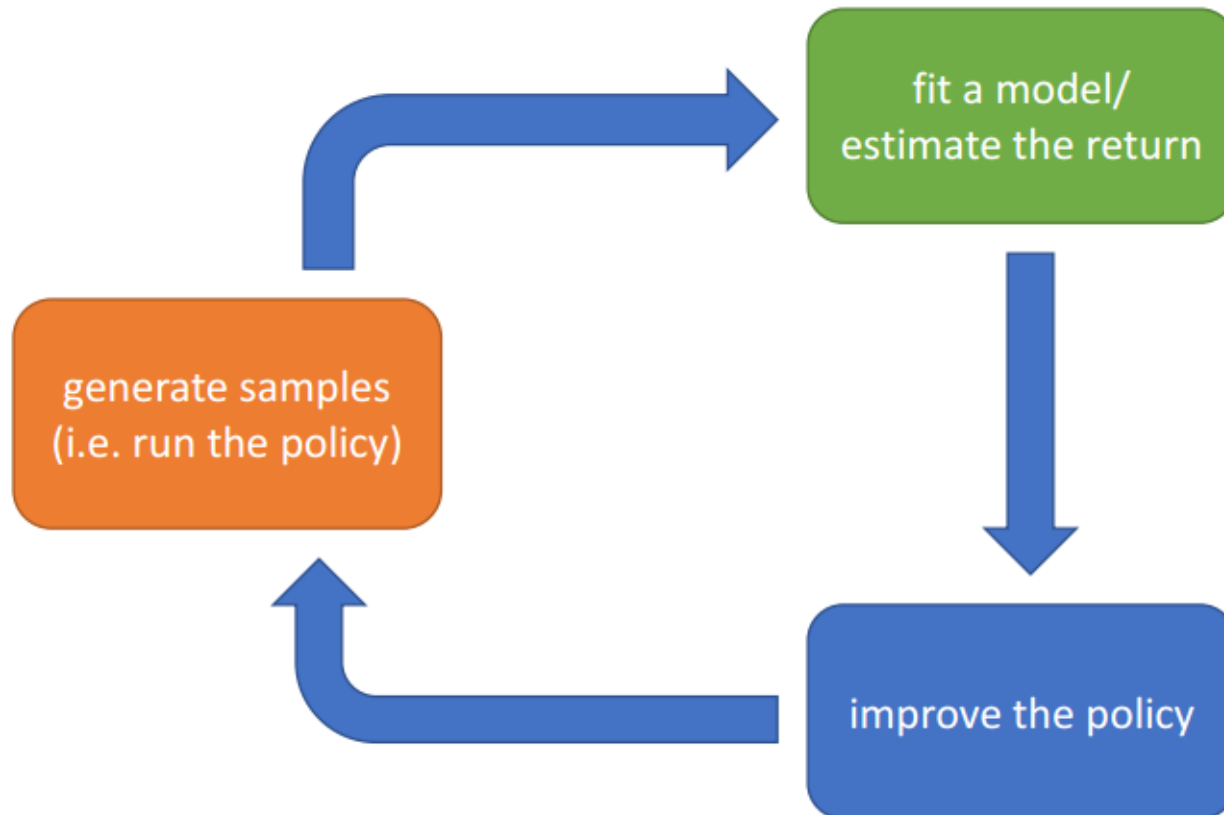 fit a model/
estimate the return
generate samples
(i.e. run the policy)
improve the policy